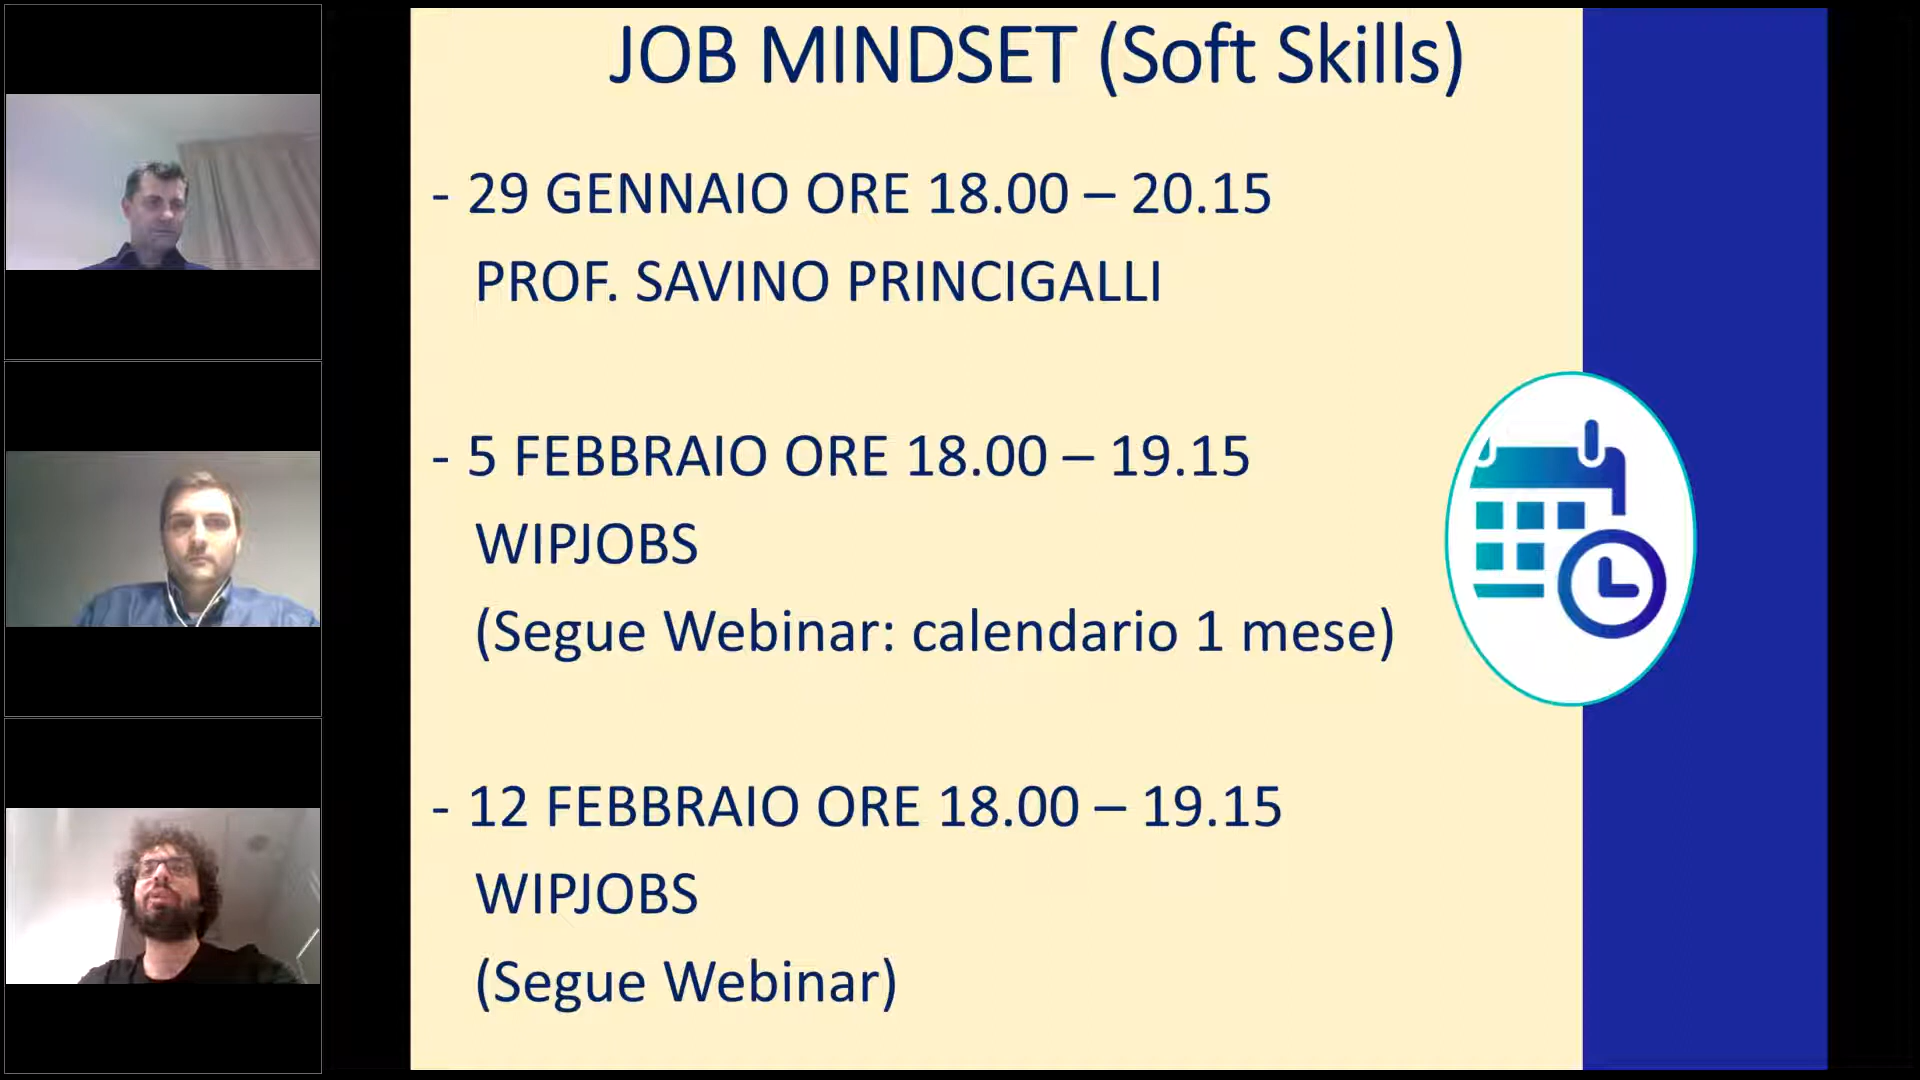 JOB MINDSET (Soft Skills)
- 29 GENNAIO ORE 18.00 – 20.15
PROF. SAVINO PRINCIGALLI
- 5 FEBBRAIO ORE 18.00 – 19.15
WIPJOBS
(Segue Webinar: calendario 1 mese)
- 12 FEBBRAIO ORE 18.00 – 19.15
WIPJOBS
(Segue Webinar)